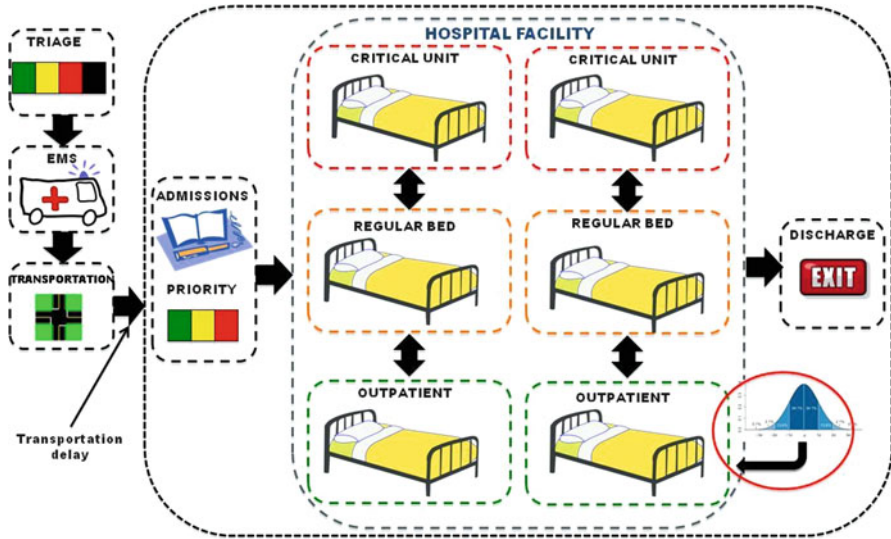 TRIAGE
EMS
TRANSPORTATION
Transportation
delay
ADMISSIONS
PRIORITY
HOSPITAL FACILITY
CRITICAL UNIT
CRITICAL UNIT
REGULAR BED
REGULAR BED
OUTPATIENT
OUTPATIENT
DISCHARGE
EXIT